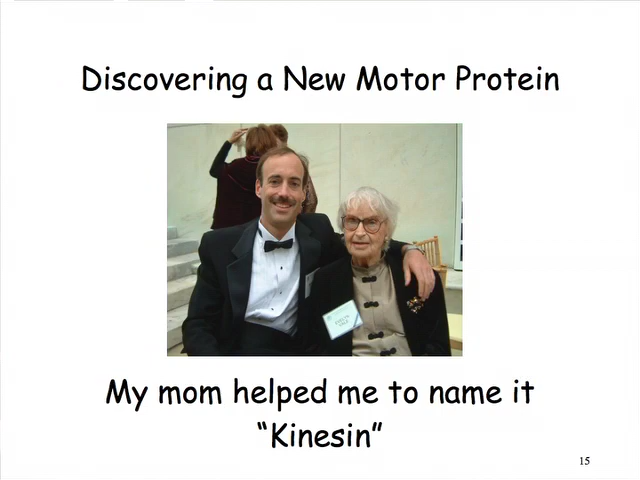 Discovering a New Motor Protein
My mom helped me to name it
“Kinesin”
15